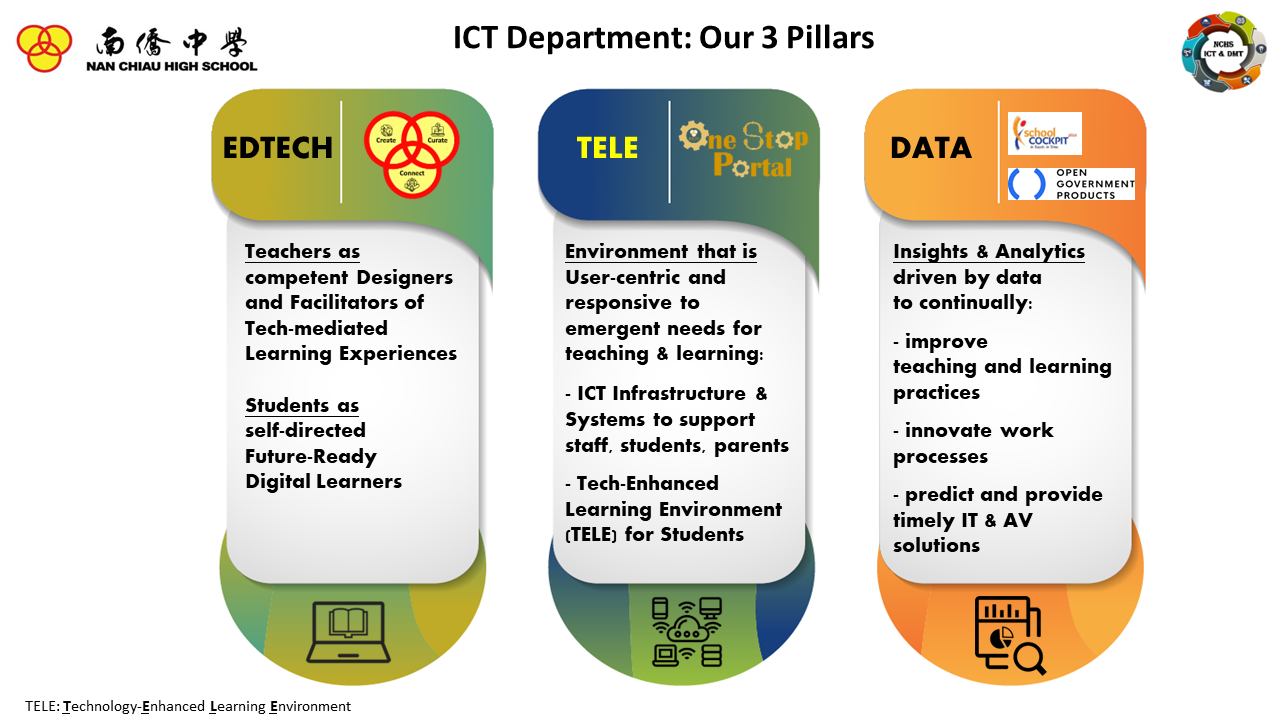 南僑中學
NAN CHIAU HIGH SCHOOL
ICT Department: Our 3 Pillars
NCHS
ICT & DMT
EDTECH
Create
Curate
Connect
Teachers as
competent Designers
and Facilitators of
Tech-mediated
Learning Experiences
Students as
self-directed
Future-Ready
Digital Learners
TELE
One Stop
Portal
Environment that is
User-centric and
responsive to
emergent needs for
teaching & learning:
- ICT Infrastructure &
Systems to support
staff, students, parents
- Tech-Enhanced
Learning Environment
(TELE) for Students
DATA
school
COCKPIT plus
OPEN
GOVERNMENT
PRODUCTS
Insights & Analytics
driven by data
to continually:
- improve
teaching and learning
practices
- innovate work
processes
- predict and provide
timely IT & AV
solutions
TELE: Technology-Enhanced Learning Environment